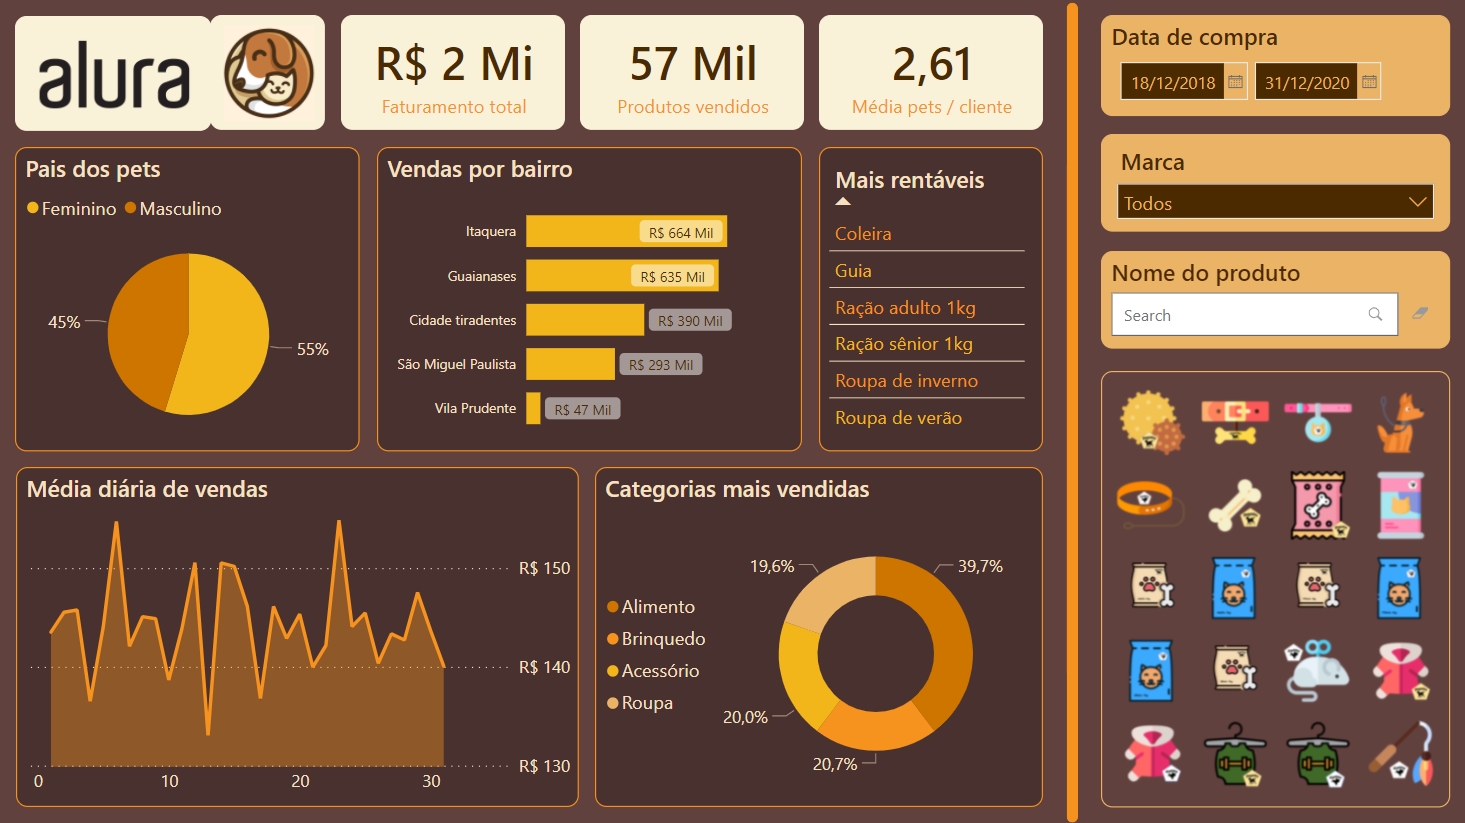 alura
R$ 2 Mi
Faturamento total
57 Mil
Produtos vendidos
2,61
Média pets / cliente
Data de compra
18/12/2018
31/12/2020
Marca
Todos
Nome do produto
Search
Pais dos pets
Feminino
Masculino
45%
55%
Vendas por bairro
Itaquera
R$ 664 Mil
Guaianases
R$ 635 Mil
Cidade tiradentes
R$ 390 Mil
São Miguel Paulista
R$ 293 Mil
Vila Prudente
R$ 47 Mil
Mais rentáveis
Coleira
Guia
Ração adulto 1kg
Ração sênior 1kg
Roupa de inverno
Roupa de verão
Média diária de vendas
R$ 150
R$ 140
R$ 130
0
10
20
30
Categorias mais vendidas
Alimento
Brinquedo
Acessório
Roupa
19,6%
39,7%
20,0%
20,7%